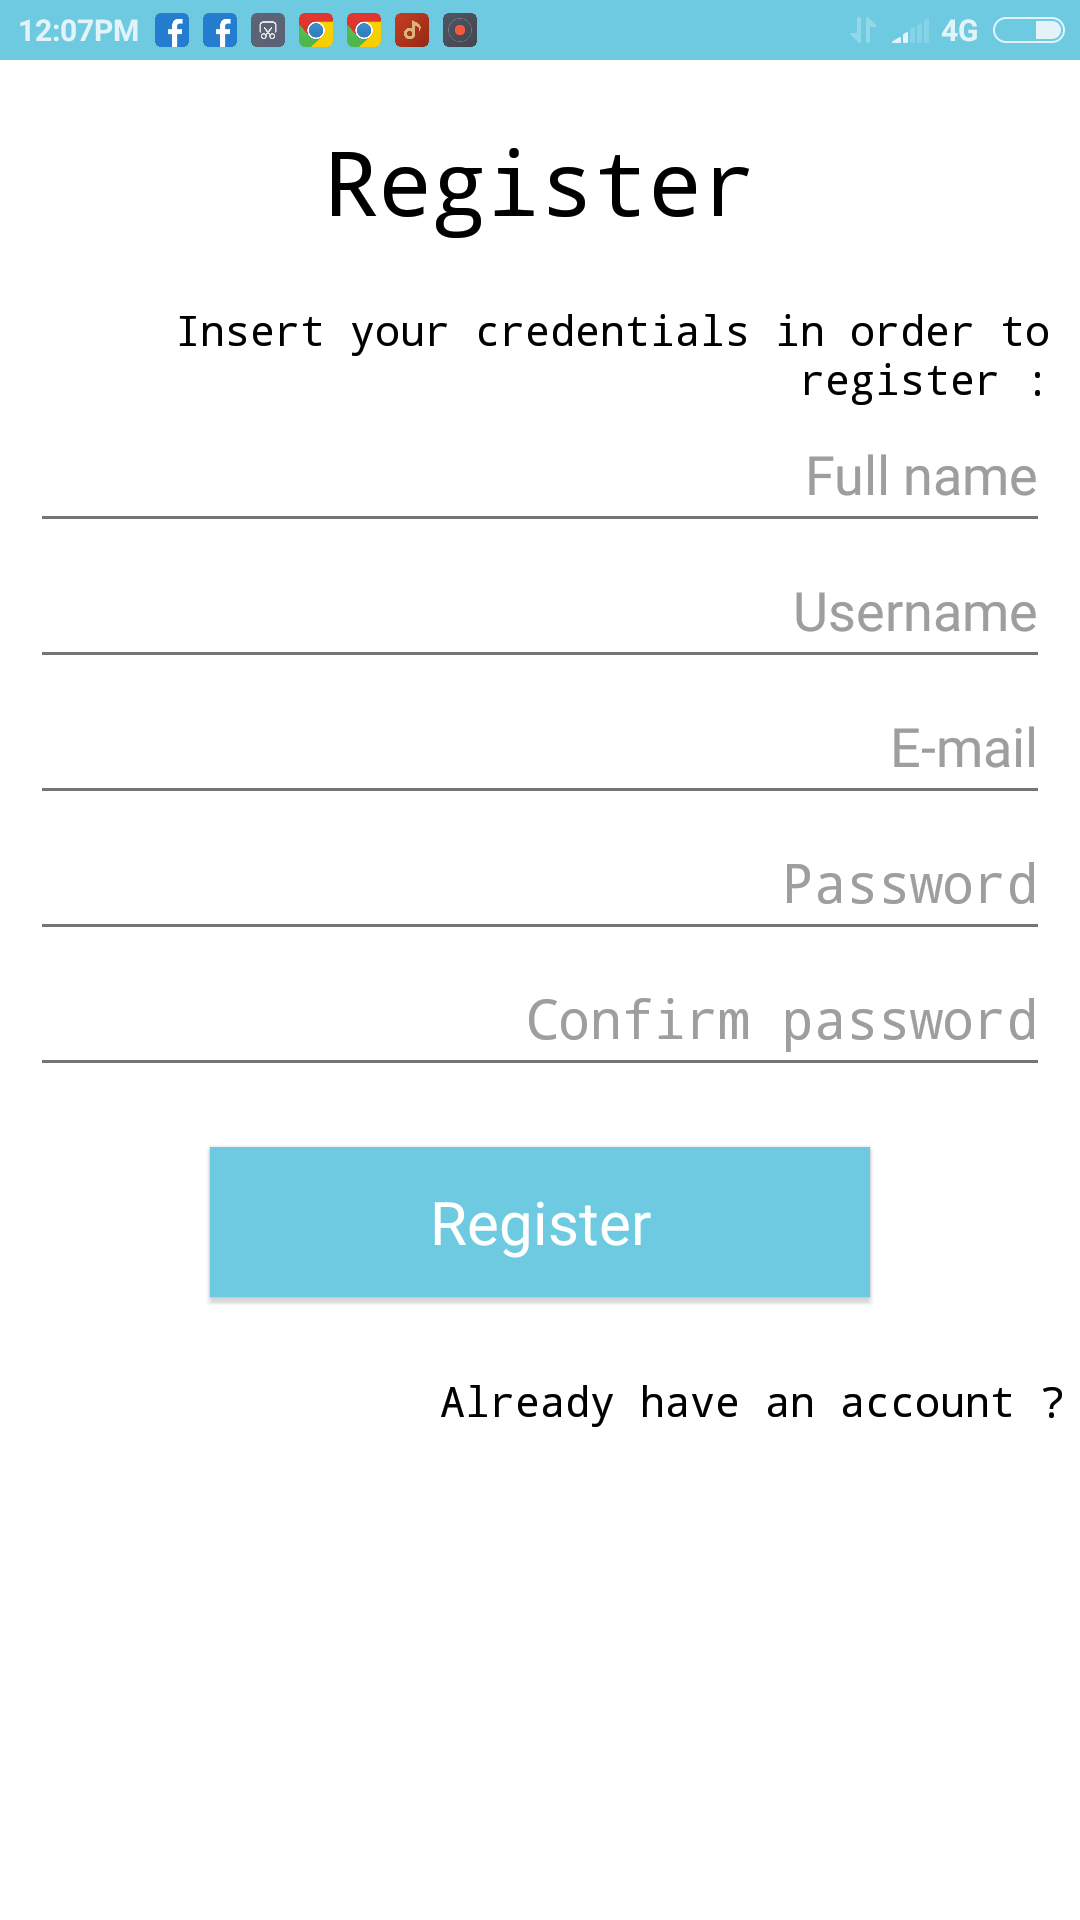 12:07PM 4G
Register
Insert your credentials in order to
register :
Full name
Username
E-mail
Password
Confirm password
Register
Already have an account ?